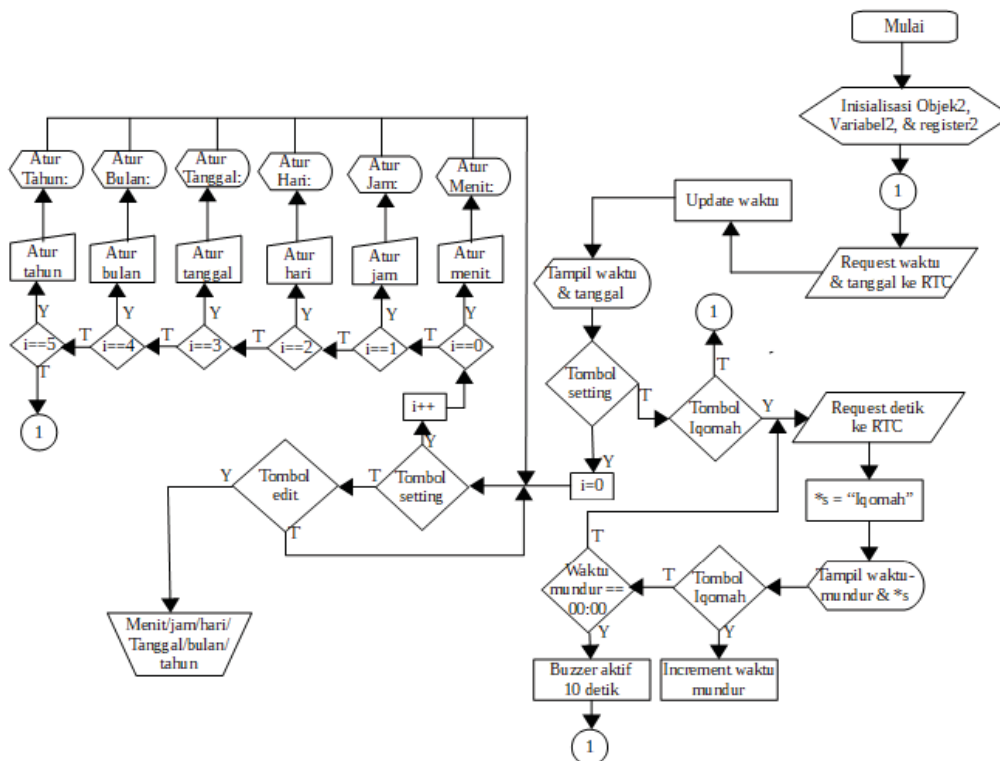 Mulai
Inisialisasi Objek2,
Variabel2, & register2
1
Request waktu
& tanggal ke RTC
Update waktu
Tampil waktu
& tanggal
Tombol
setting
T
Y
Tombol
Iqomah
T
1
Y
Request detik
ke RTC
*s = “Iqomah”
Tampil waktu-
mundur & *s
Tombol
Iqomah
T
Y
Increment waktu
mundur
Waktu
mundur ==
00:00
T
Y
Buzzer aktif
10 detik
1
i=0
Tombol
setting
Y
T
i++
Tombol
edit
Y
T
Menit/jam/hari/
Tanggal/bulan/
tahun
i==0
Y
T
i==1
Y
T
i==2
Y
T
i==3
Y
T
i==4
Y
T
i==5
Y
T
1
Atur
menit
Atur
jam
Atur
hari
Atur
tanggal
Atur
bulan
Atur
tahun
Atur
Menit:
Atur
Jam:
Atur
Hari:
Atur
Tanggal:
Atur
Bulan:
Atur
Tahun: